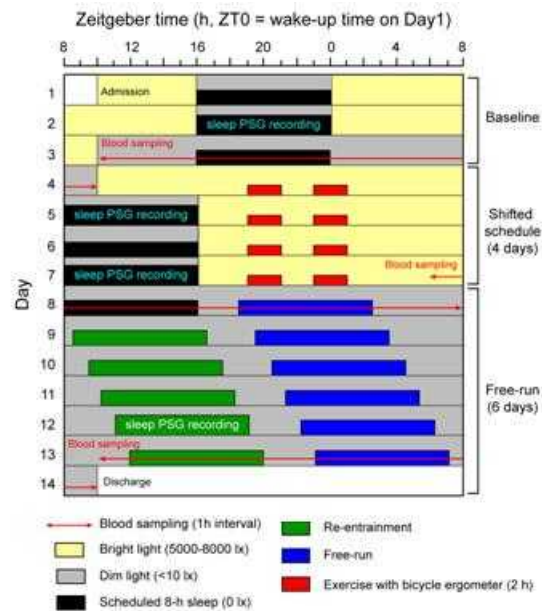 Zeitgeber time (h, ZT0 = wake-up time on Day1)
8 12 16 20 0 4 8
1 Admission
2 sleep PSG recording
Baseline
3 Blood sampling
4
5 sleep PSG recording
6
Shifted
schedule
(4 days)
7 sleep PSG recording
Blood sampling
Day
8
9
10
11
Free-run
(6 days)
12 sleep PSG recording
Blood sampling
13
14 Discharge
Blood sampling (1h interval)
Bright light (5000-8000 lx)
Dim light (<10 lx)
Scheduled 8-h sleep (0 lx)
Re-entrainment
Free-run
Exercise with bicycle ergometer (2 h)